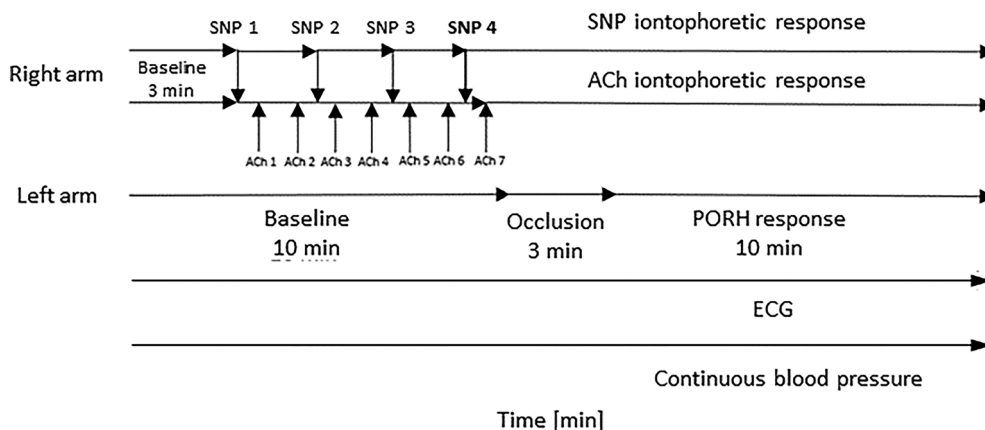 SNP 1 SNP 2 SNP 3 SNP 4 SNP iontophoretic response
Right arm
Baseline
3 min
ACh iontophoretic response
ACh 1 ACh 2 ACh 3 ACh 4 ACh 5 ACh 6 ACh 7
Left arm
Baseline
10 min
Occlusion
3 min
PORH response
10 min
ECG
Continuous blood pressure
Time [min]